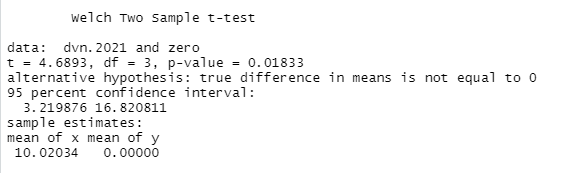 Welch Two Sample t-test
data: dvn.2021 and zero
t = 4.6893, df = 3, p-value = 0.01833
alternative hypothesis: true difference in means is not equal to 0
95 percent confidence interval:
3.219876 16.820811
sample estimates:
mean of x mean of y
10.02034 0.00000